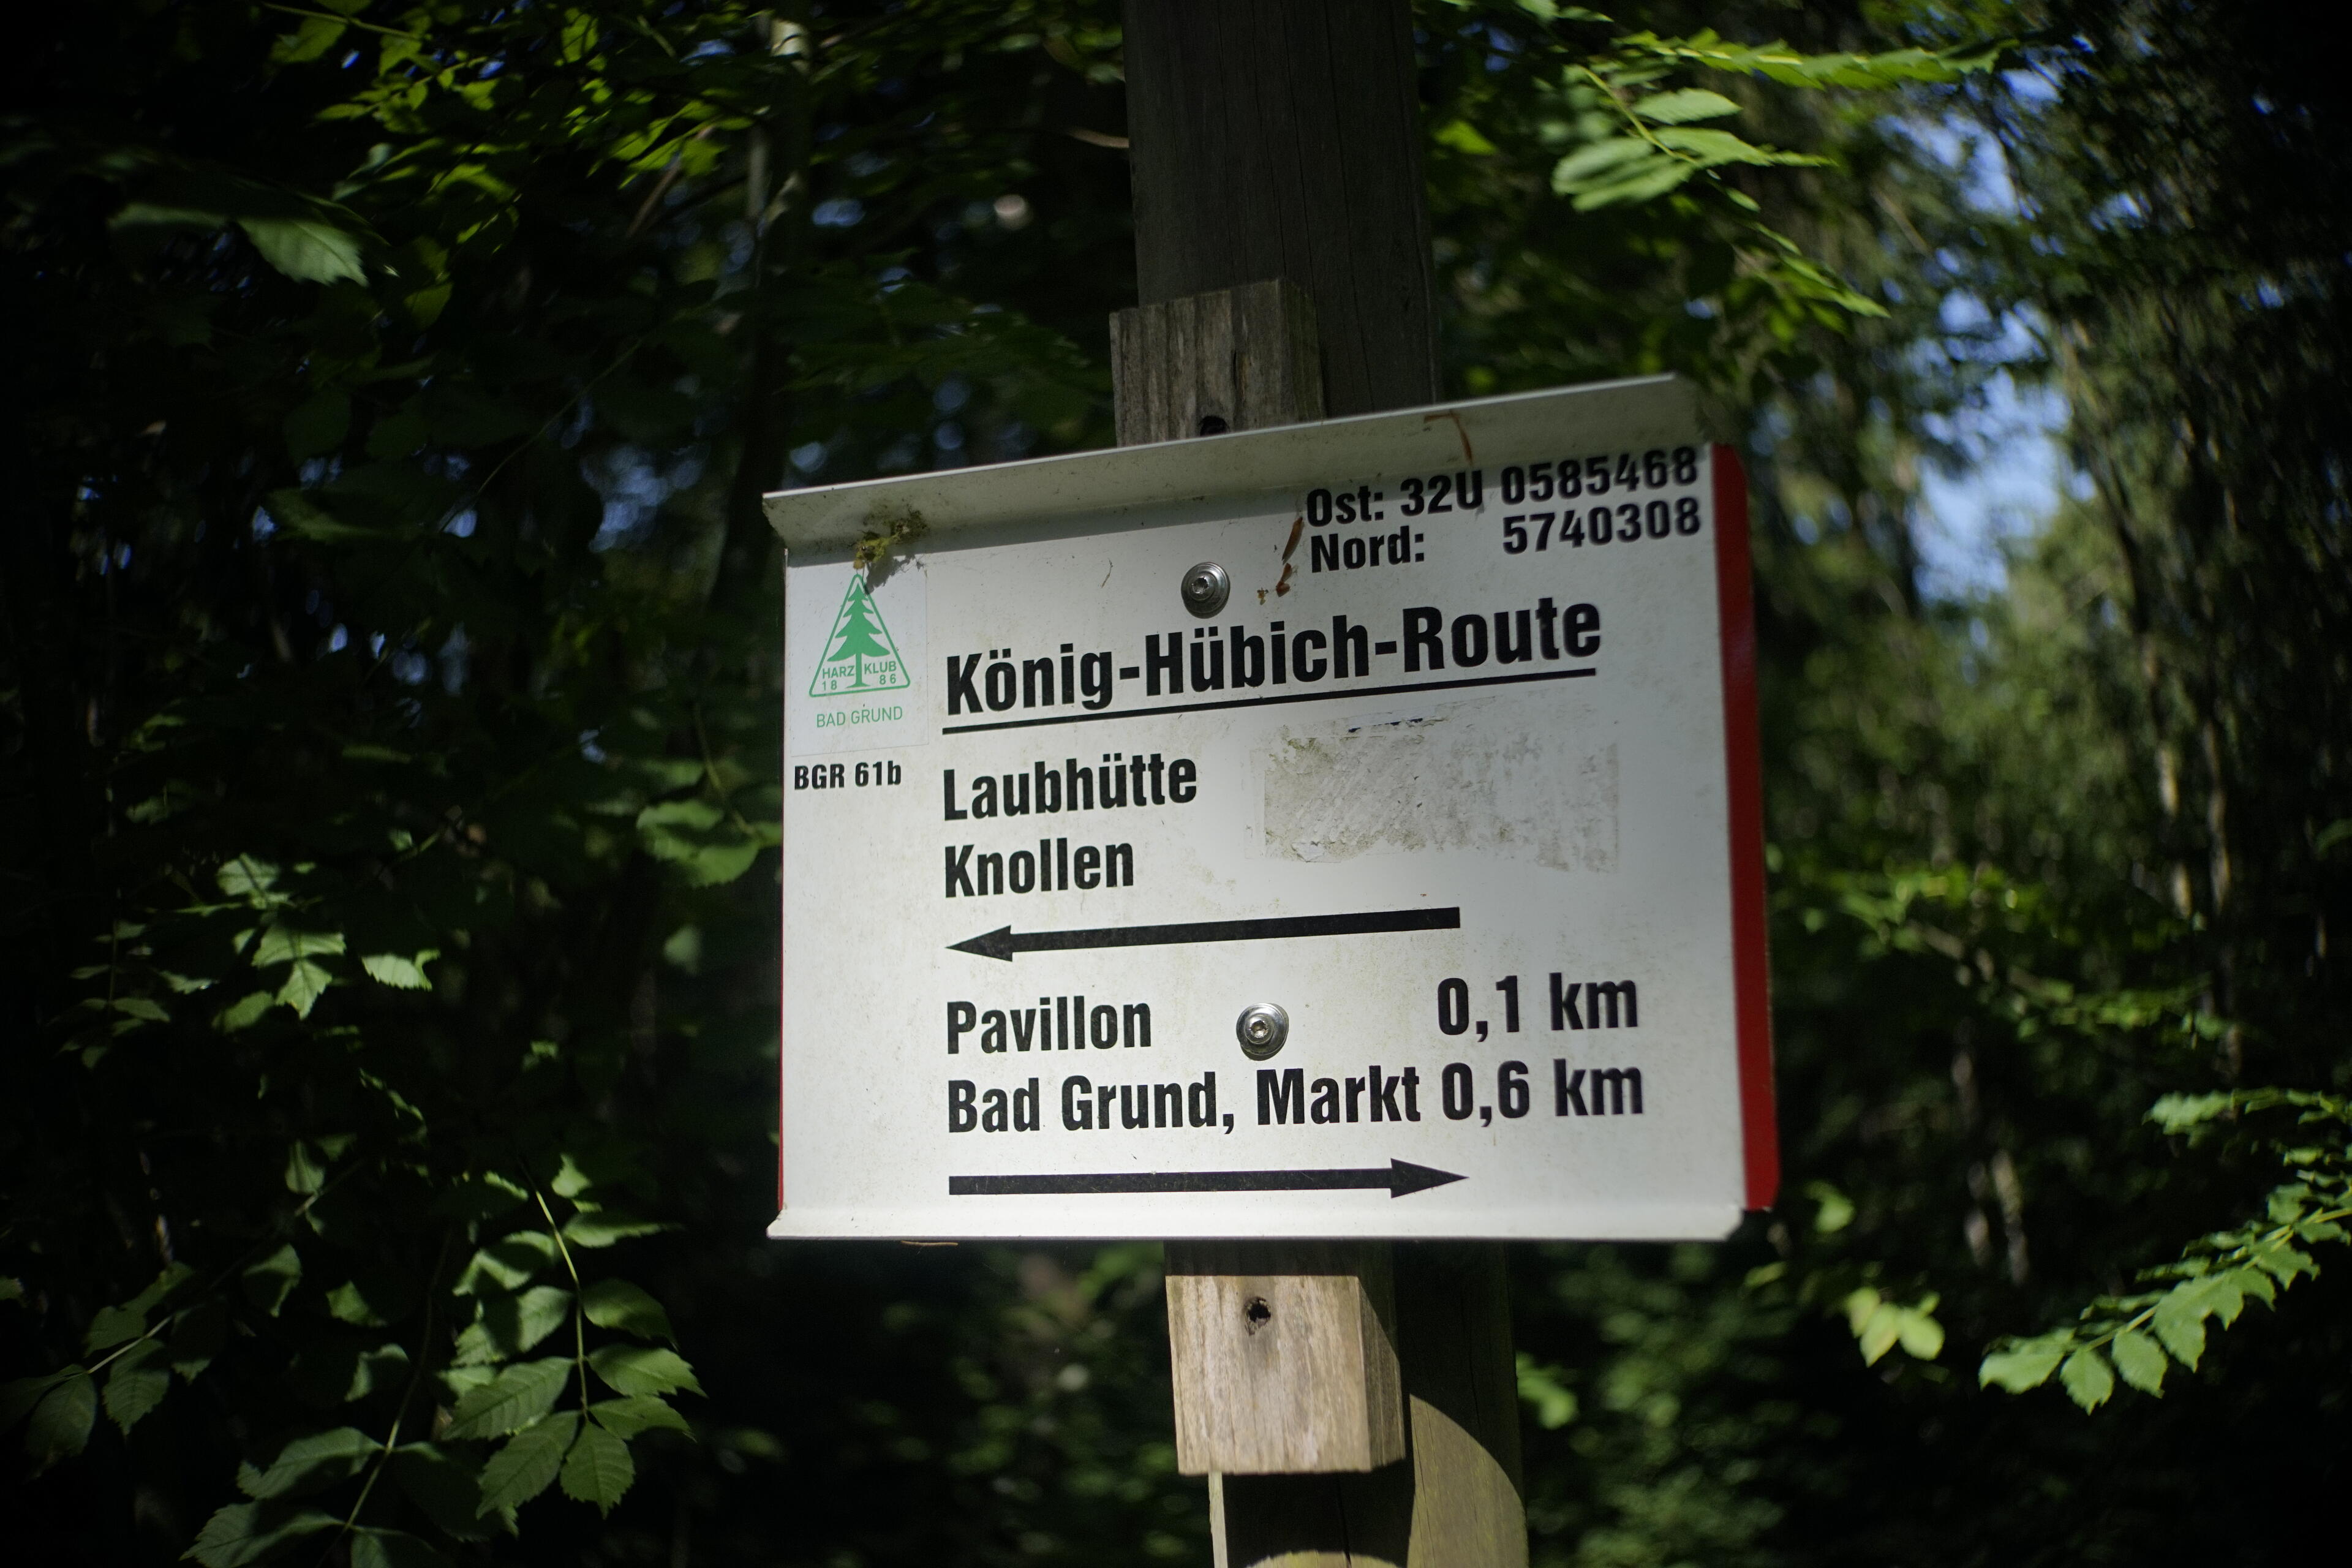 Ost: 32U 0585468
Nord: 5740308
HARZ KLUB
18 86
BAD GRUND
König-Hübich-Route
BGR 61b
Laubhütte
Knollen
Pavillon 0,1 km
Bad Grund, Markt 0,6 km